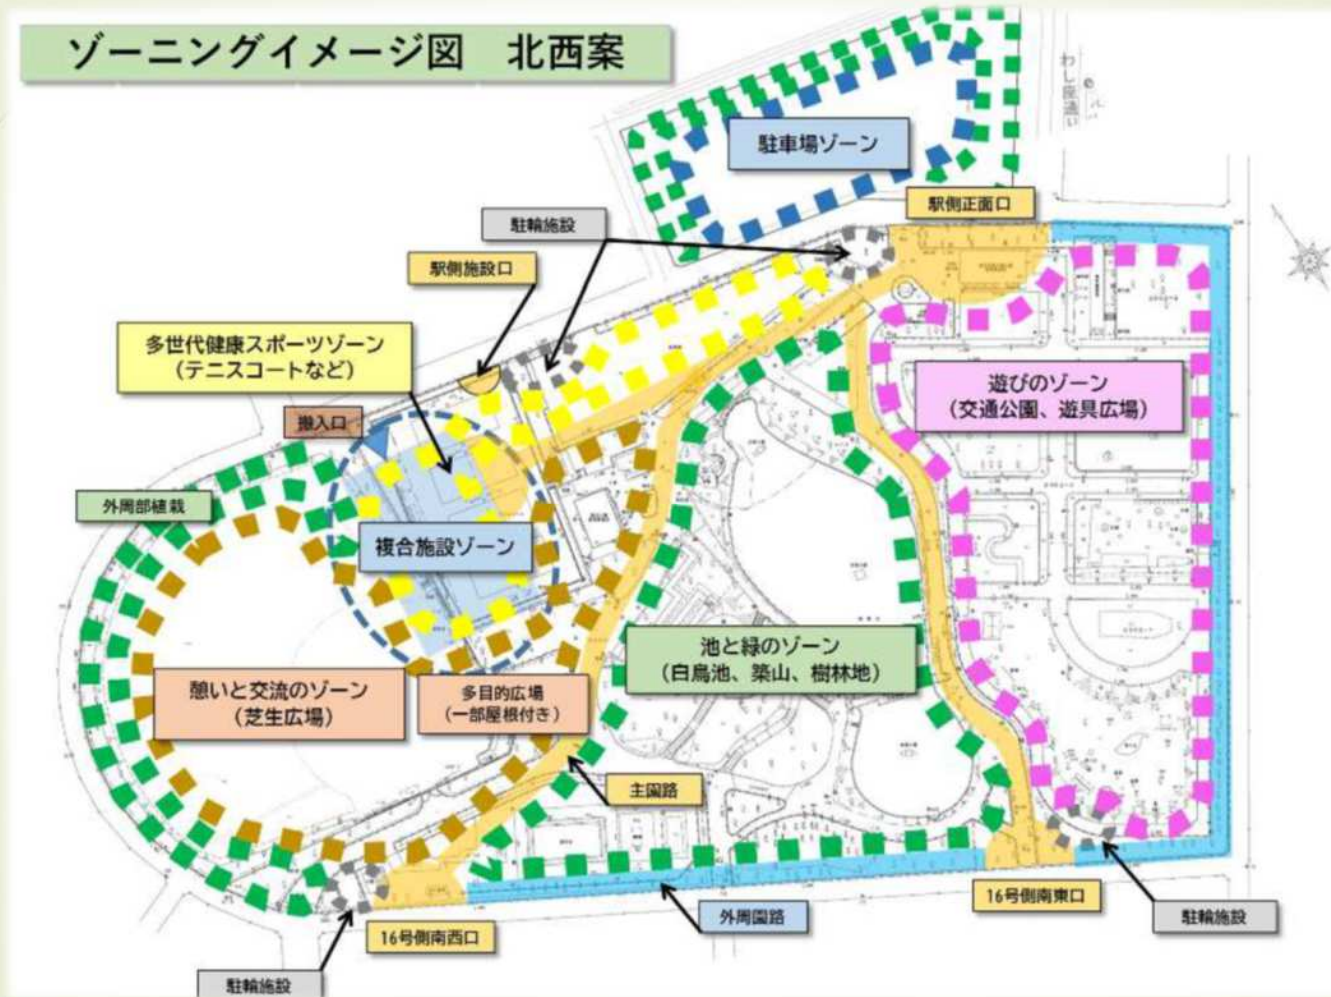 ゾーニングイメージ図　北西案
わし座通り
駐車場ゾーン
駅側正面口
駐輪施設
駅側施設口
多世代健康スポーツゾーン
（テニスコートなど）
遊びのゾーン
（交通公園、遊具広場）
搬入口
外周部植栽
複合施設ゾーン
池と緑のゾーン
（白鳥池、築山、樹林地）
憩いと交流のゾーン
（芝生広場）
多目的広場
（一部屋根付き）
主園路
16号側南東口
外周園路
駐輪施設
16号側南西口
駐輪施設